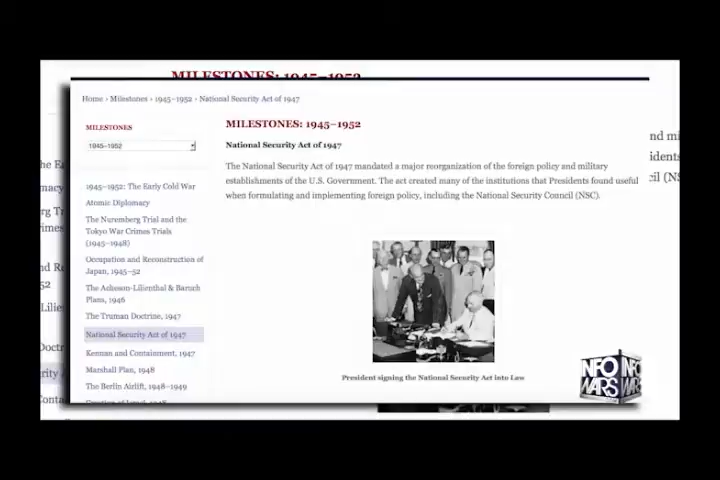 MILESTONES: 1945–1952
Home › Milestones › 1945–1952 › National Security Act of 1947
MILESTONES
1945–1952
1945–1952: The Early Cold War
Atomic Diplomacy
The Nuremberg Trial and the
Tokyo War Crimes Trials
(1945–1948)
Occupation and Reconstruction of
Japan, 1945–52
The Acheson-Lilienthal & Baruch
Plans, 1946
The Truman Doctrine, 1947
National Security Act of 1947
Kennan and Containment, 1947
Marshall Plan, 1948
The Berlin Airlift, 1948–1949
MILESTONES: 1945–1952
National Security Act of 1947
The National Security Act of 1947 mandated a major reorganization of the foreign policy and military
establishments of the U.S. Government. The act created many of the institutions that Presidents found useful
when formulating and implementing foreign policy, including the National Security Council (NSC).
President signing the National Security Act into Law
INFO INFO
WARS WARS
.COM